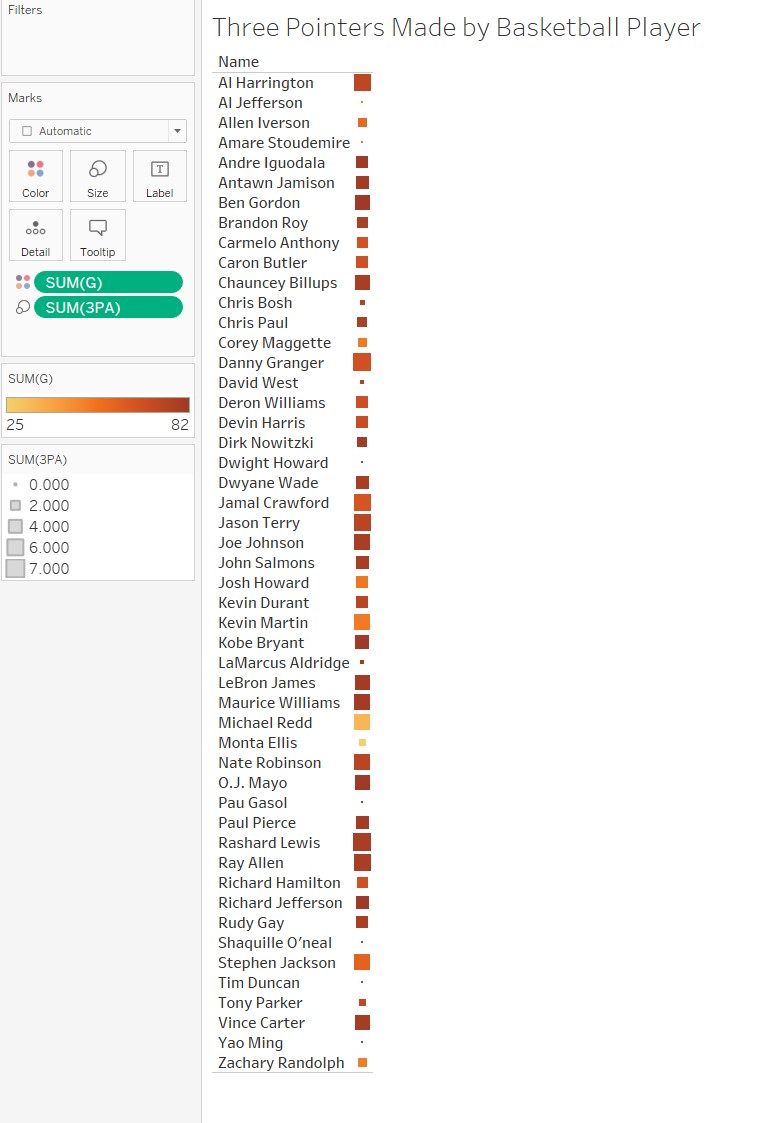 Filters
Marks
Automatic
Color
Size
Label
Detail
Tooltip
SUM(G)
SUM(3PA)
SUM(G)
25 82
SUM(3PA)
0.000
2.000
4.000
6.000
7.000
Three Pointers Made by Basketball Player
Name
Al Harrington
Al Jefferson
Allen Iverson
Amare Stoudemire
Andre Iguodala
Antawn Jamison
Ben Gordon
Brandon Roy
Carmelo Anthony
Caron Butler
Chauncey Billups
Chris Bosh
Chris Paul
Corey Maggette
Danny Granger
David West
Deron Williams
Devin Harris
Dirk Nowitzki
Dwight Howard
Dwyane Wade
Jamal Crawford
Jason Terry
Joe Johnson
John Salmons
Josh Howard
Kevin Durant
Kevin Martin
Kobe Bryant
LaMarcus Aldridge
LeBron James
Maurice Williams
Michael Redd
Monta Ellis
Nate Robinson
O.J. Mayo
Pau Gasol
Paul Pierce
Rashard Lewis
Ray Allen
Richard Hamilton
Richard Jefferson
Rudy Gay
Shaquille O’neal
Stephen Jackson
Tim Duncan
Tony Parker
Vince Carter
Yao Ming
Zachary Randolph